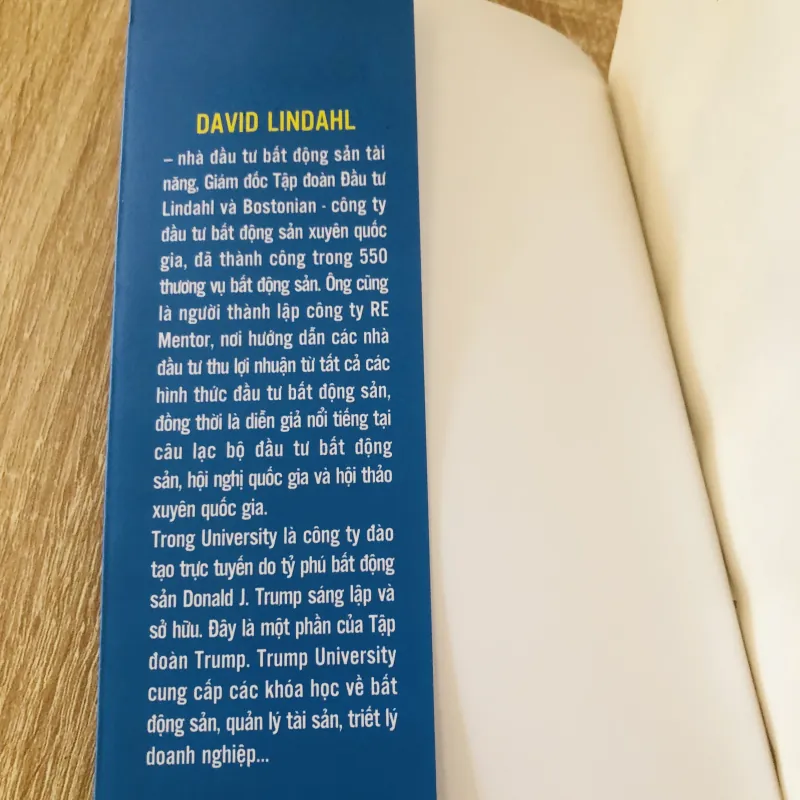 DAVID LINDAHL
– nhà đầu tư bất động sản tài
năng, Giám đốc Tập đoàn Đầu tư
Lindahl và Bostonian - công ty
đầu tư bất động sản xuyên quốc
gia, đã thành công trong 550
thương vụ bất động sản. Ông cũng
là người thành lập công ty RE
Mentor, nơi hướng dẫn các nhà
đầu tư thu lợi nhuận từ tất cả các
hình thức đầu tư bất động sản,
đồng thời là diễn giả nổi tiếng tại
câu lạc bộ đầu tư bất động
sản, hội nghị quốc gia và hội thảo
xuyên quốc gia.
Trong University là công ty đào
tạo trực tuyến do tỷ phú bất động
sản Donald J. Trump sáng lập và
sở hữu. Đây là một phần của Tập
đoàn Trump. Trump University
cung cấp các khóa học về bất
động sản, quản lý tài sản, triết lý
doanh nghiệp...